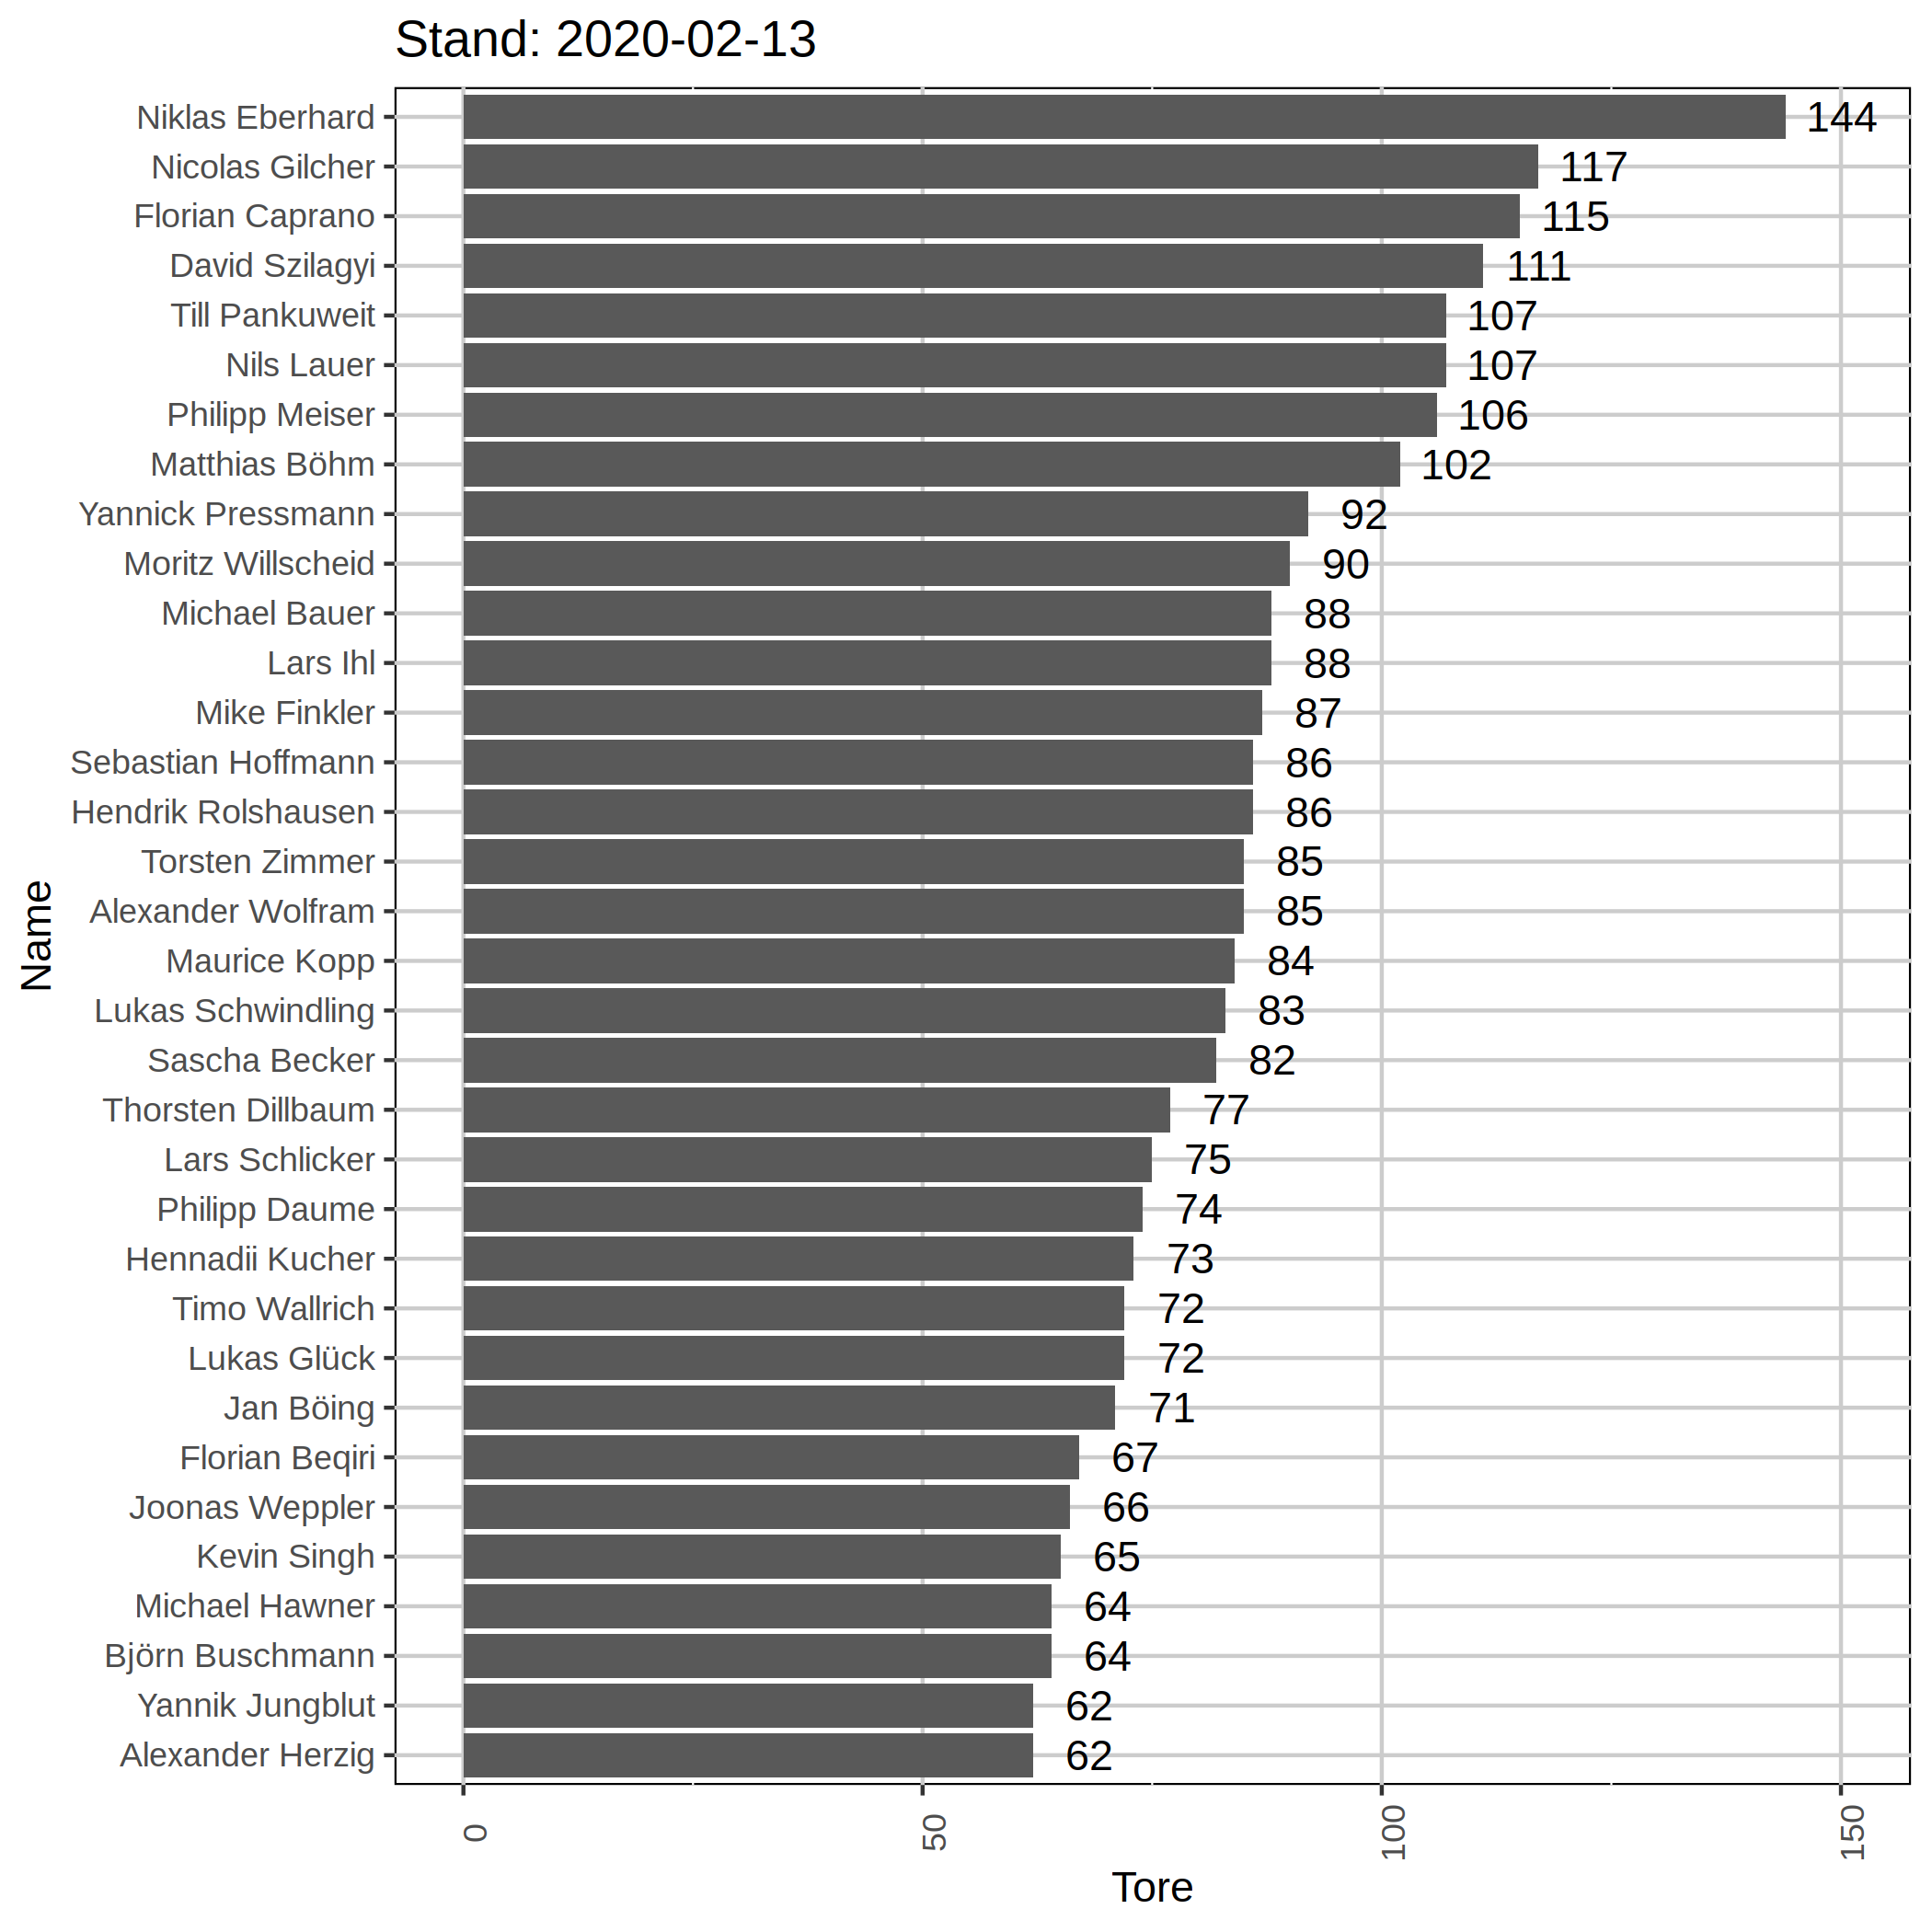 Stand: 2020-02-13
Niklas Eberhard 144
Nicolas Gilcher 117
Florian Caprano 115
David Szilagyi 111
Till Pankuweit 107
Nils Lauer 107
Philipp Meiser 106
Matthias Böhm 102
Yannick Pressmann 92
Moritz Willscheid 90
Michael Bauer 88
Lars Ihl 88
Mike Finkler 87
Sebastian Hoffmann 86
Hendrik Rolshausen 86
Torsten Zimmer 85
Alexander Wolfram 85
Maurice Kopp 84
Lukas Schwindling 83
Sascha Becker 82
Thorsten Dillbaum 77
Lars Schlicker 75
Philipp Daume 74
Hennadii Kucher 73
Timo Wallrich 72
Lukas Glück 72
Jan Böing 71
Florian Beqiri 67
Joonas Weppler 66
Kevin Singh 65
Michael Hawner 64
Björn Buschmann 64
Yannik Jungblut 62
Alexander Herzig 62
Name
0 50 100 150
Tore